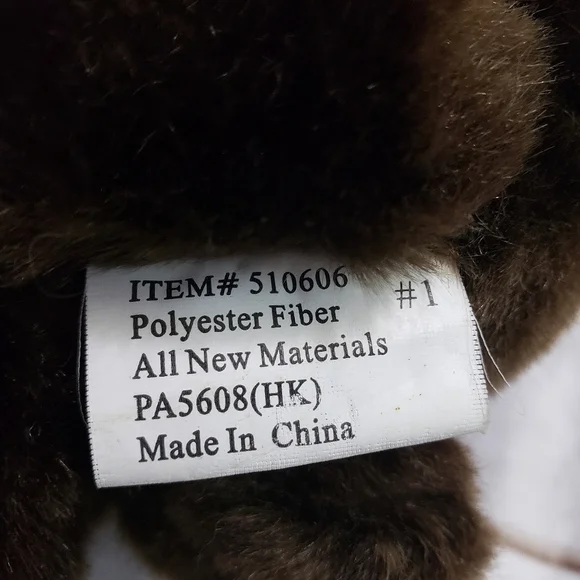 ITEM# 510606 #1
Polyester Fiber
All New Materials
PA5608(HK)
Made In China